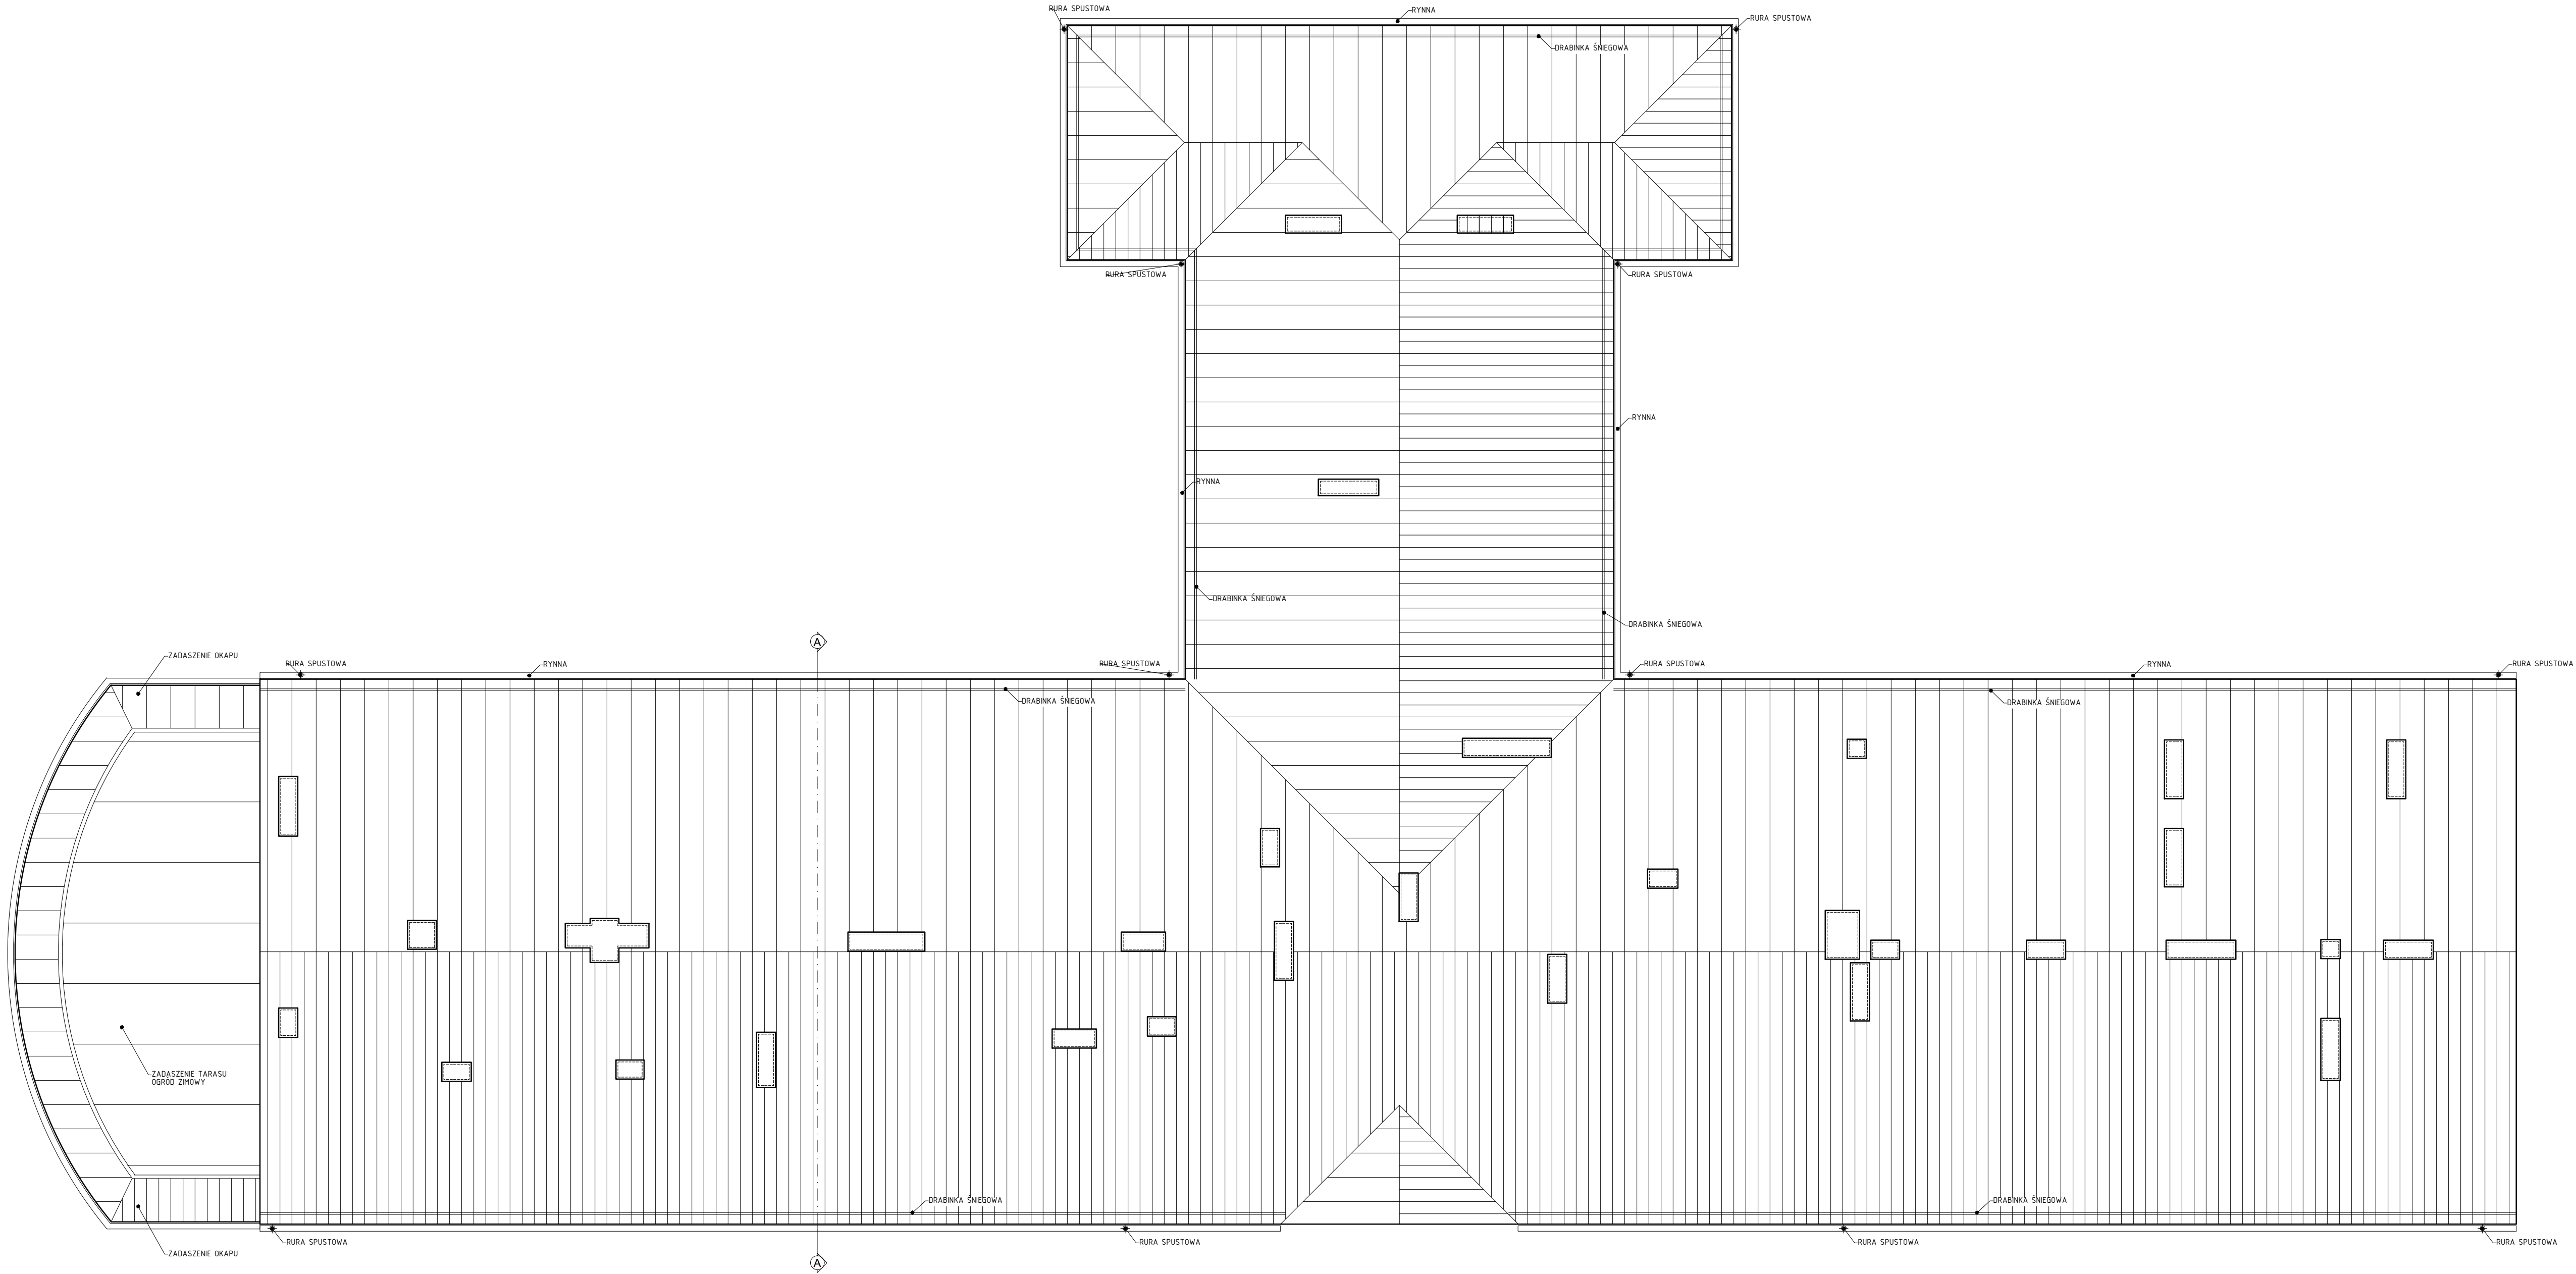 RURA SPUSTOWA
RYNNA
RURA SPUSTOWA
DRABINKA ŚNIEGOWA
RURA SPUSTOWA
RURA SPUSTOWA
RYNNA
RYNNA
DRABINKA ŚNIEGOWA
DRABINKA ŚNIEGOWA
A
ZADASZENIE OKAPU
RURA SPUSTOWA
RYNNA
RURA SPUSTOWA
RURA SPUSTOWA
RYNNA
RURA SPUSTOWA
DRABINKA ŚNIEGOWA
DRABINKA ŚNIEGOWA
ZADASZENIE TARASU
OGRÓD ZIMOWY
DRABINKA ŚNIEGOWA
DRABINKA ŚNIEGOWA
RURA SPUSTOWA
RURA SPUSTOWA
RURA SPUSTOWA
RURA SPUSTOWA
ZADASZENIE OKAPU
A